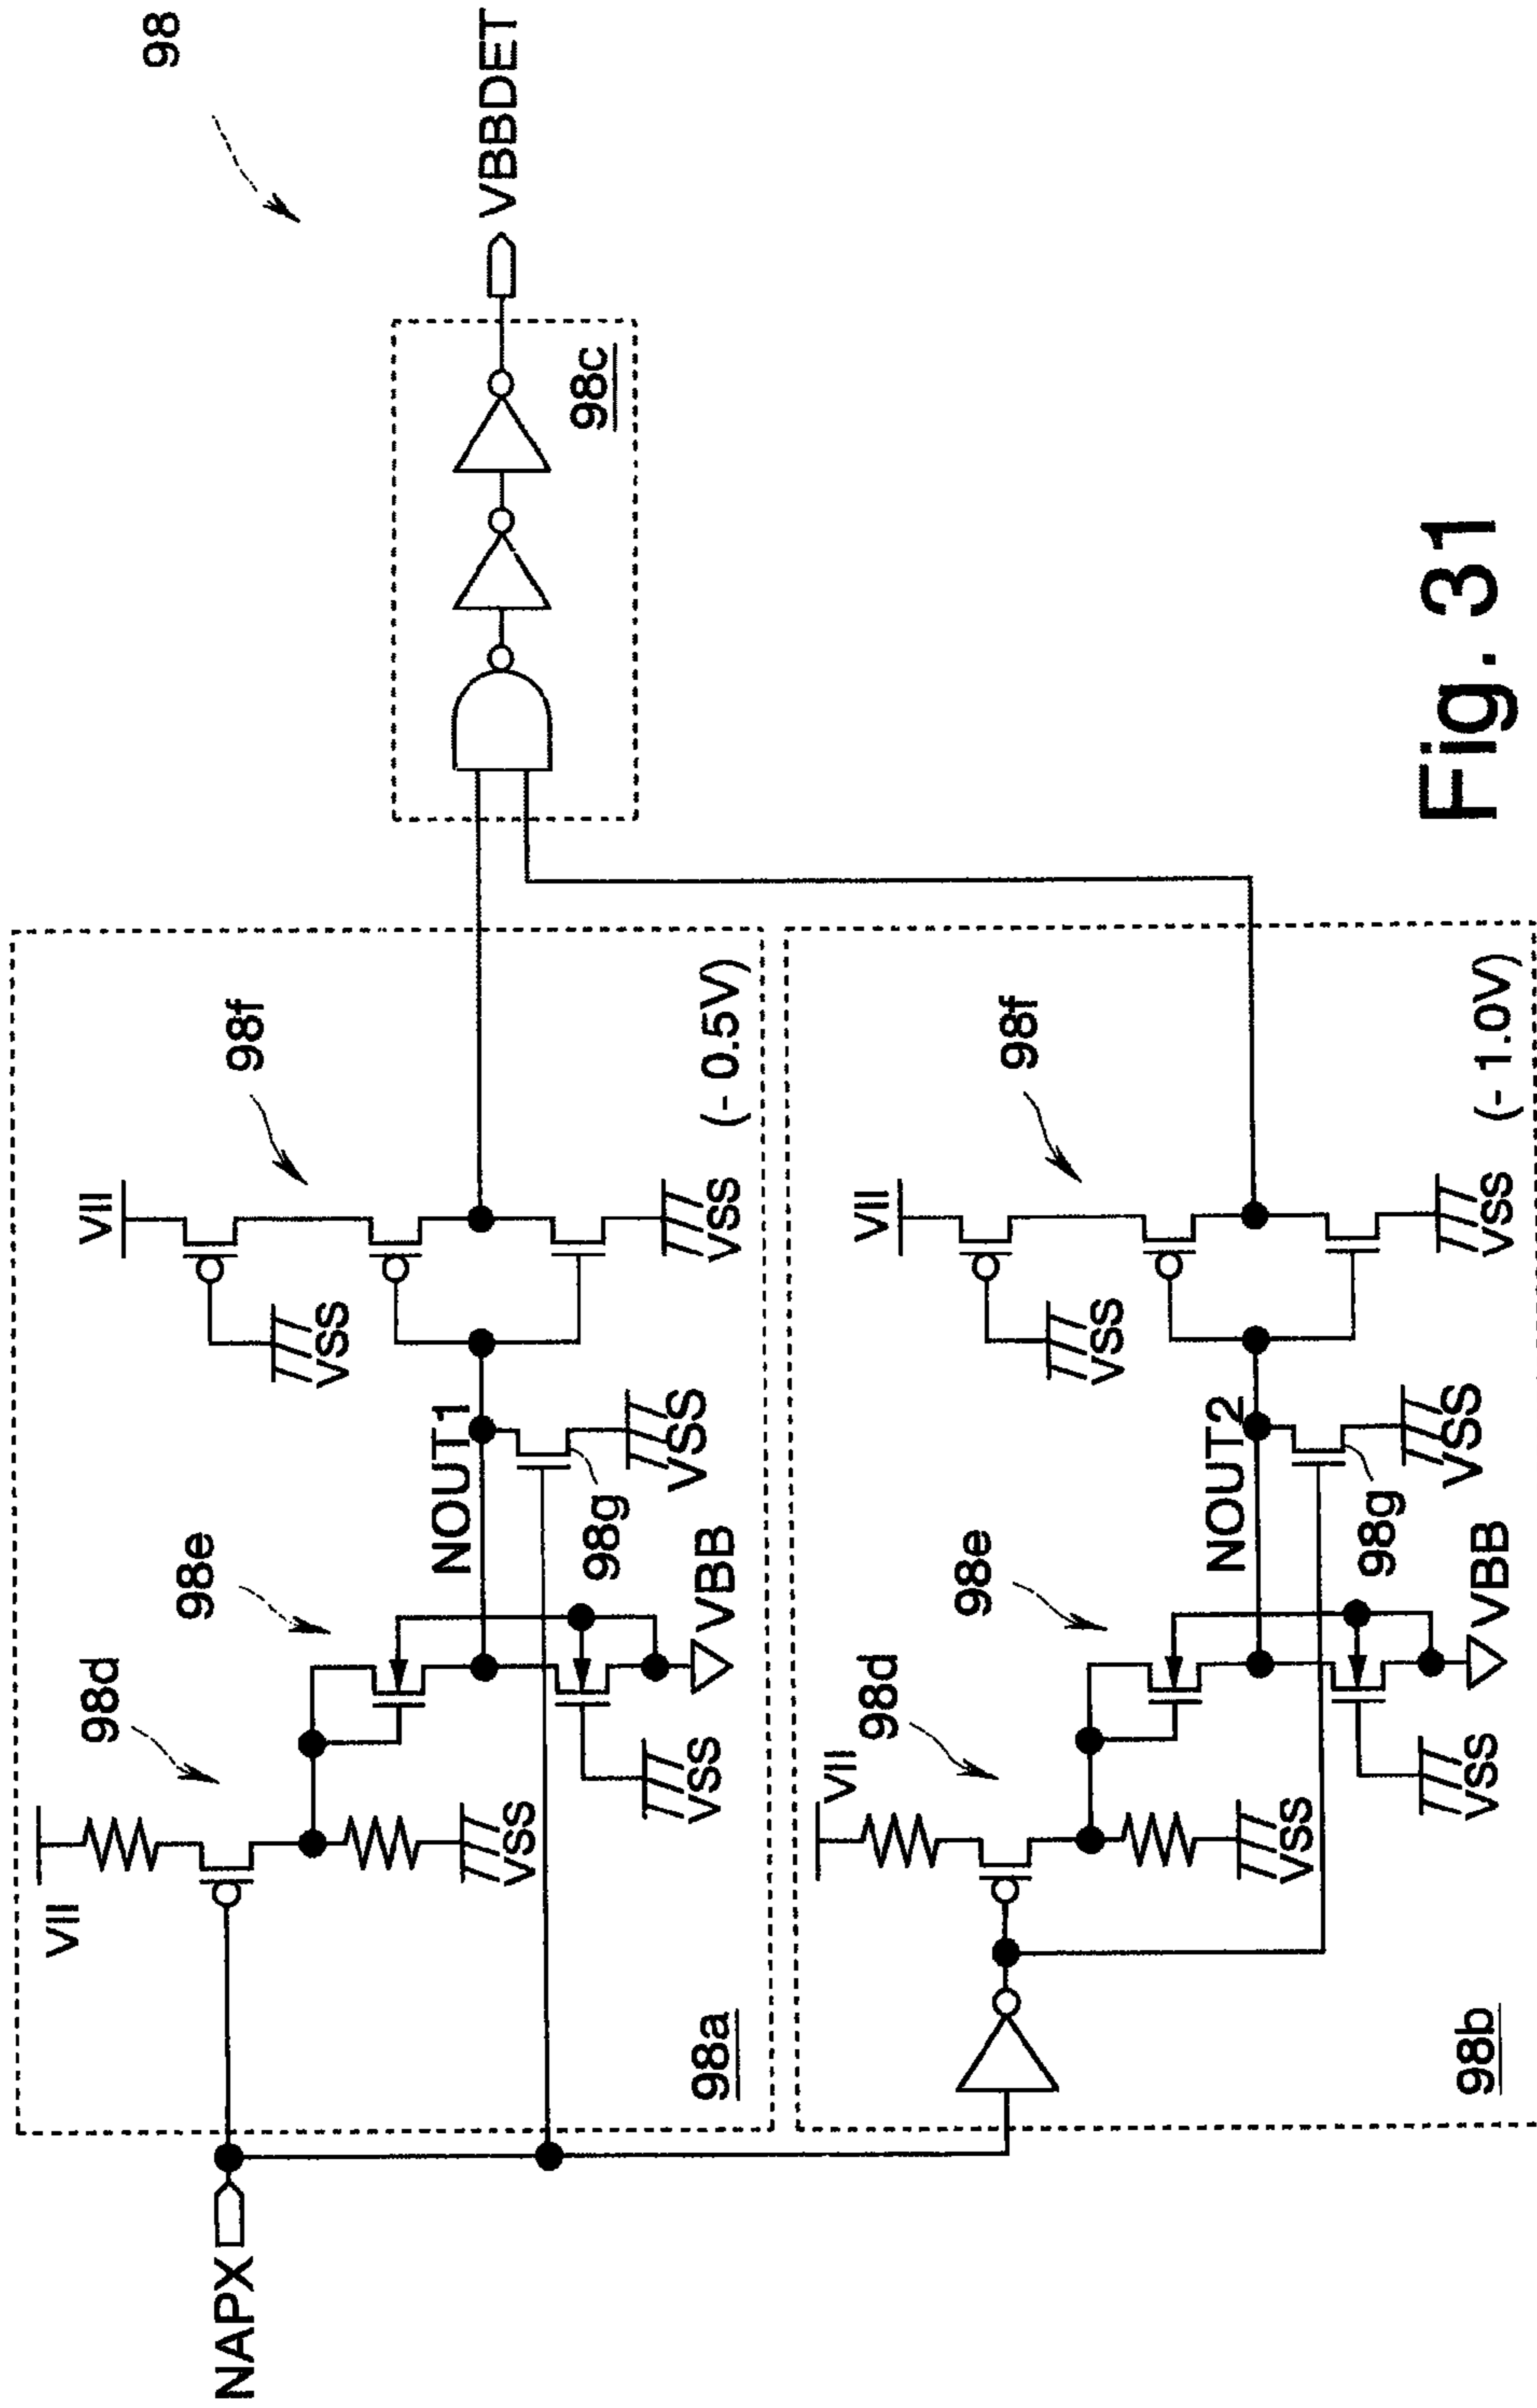 98
NAPX
VBBDET
VII
98d
98e
98f
VII
VSS
NOUT1
VSS
VSS
98g
VSS
VBB
VSS
98a
(- 0.5V)
98c
VII
98d
98e
98f
VII
VSS
NOUT2
VSS
VSS
98g
VSS
VBB
VSS
98b
(- 1.0V)
Fig. 31